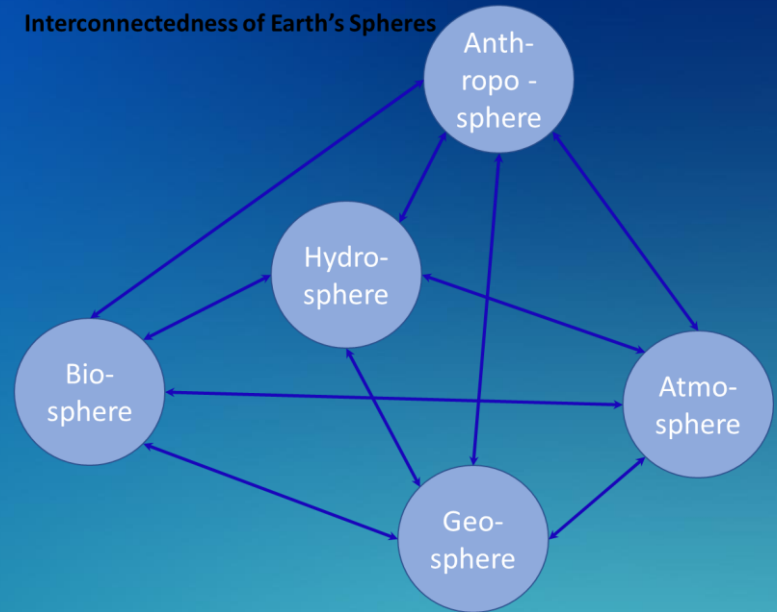 Interconnectedness of Earth's Spheres
Anth-
ropo -
sphere
Hydro-
sphere
Bio-
sphere
Atmo-
sphere
Geo-
sphere